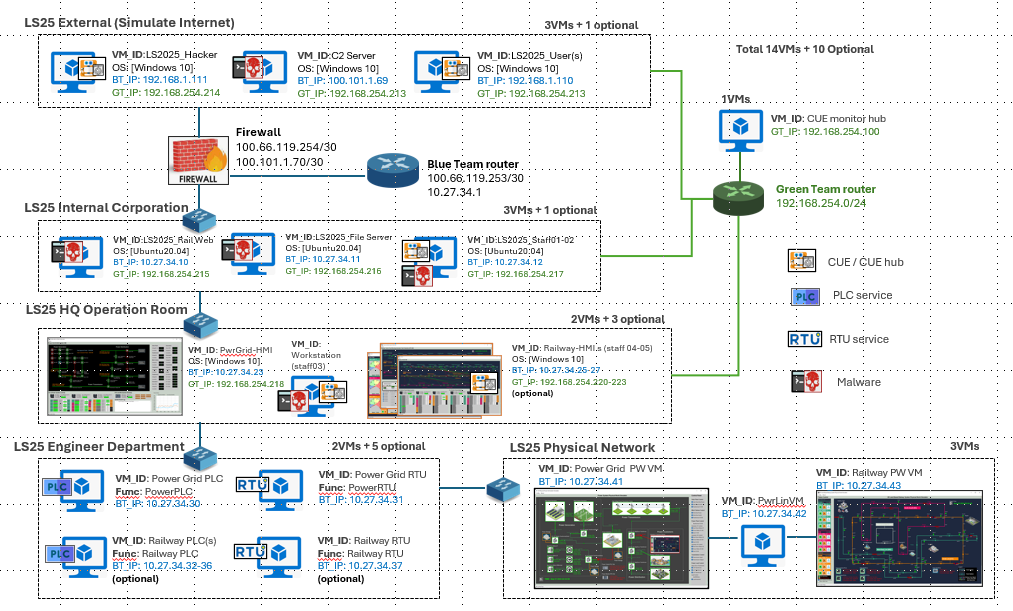 LS25 External (Simulate Internet)
3VMs + 1 optional
VM_ID:LS2025_Hacker
OS: [Windows 10]
BT_IP: 192.168.1.111
GT_IP: 192.168.254.214
VM_ID:C2 Server
OS: [Windows 10]
BT_IP: 100.101.1.69
GT_IP: 192.168.254.213
VM_ID:LS2025_User(s)
OS: [Windows 10]
BT_IP: 192.168.1.110
GT_IP: 192.168.254.213
Total 14VMs + 10 Optional
1VMs
VM_ID: CUE monitor hub
GT_IP: 192.168.254.100
FIREWALL
Firewall
100.66.119.254/30
100.101.1.70/30
Blue Team router
100.66.119.253/30
10.27.34.1
Green Team router
192.168.254.0/24
LS25 Internal Corporation
3VMs + 1 optional
VM_ID:LS2025_RailWeb
OS: [Ubuntu20.04]
BT_IP: 10.27.34.10
GT_IP: 192.168.254.215
VM_ID:LS2025_File Server
OS: [Ubuntu20.04]
BT_IP: 10.27.34.11
GT_IP: 192.168.254.216
VM_ID:LS2025_Staff01-02
OS: [Ubuntu20.04]
BT_IP: 10.27.34.12
GT_IP: 192.168.254.217
CUE / CUE hub
PLC
PLC service
RTU
RTU service
Malware
LS25 HQ Operation Room
2VMs + 3 optional
VM_ID: PwrGrid-HMI
OS: [Windows 10]
BT_IP: 10.27.34.23
GT_IP: 192.168.254.218
VM_ID:
Workstation
(staff03)
VM_ID: Railway-HMI.s (staff 04-05)
OS: [Windows 10]
BT_IP: 10.27.34.25-27
GT_IP: 192.168.254.220-223
(optional)
LS25 Engineer Department
2VMs + 5 optional
PLC
VM_ID: Power Grid PLC
Func: PowerPLC
BT_IP: 10.27.34.30
RTU
VM_ID: Power Grid RTU
Func: PowerRTU
BT_IP: 10.27.34.31
PLC
VM_ID: Railway PLC(s)
Func: Railway PLC
BT_IP: 10.27.34.32-36
(optional)
RTU
VM_ID: Railway RTU
Func: Railway RTU
BT_IP: 10.27.34.37
(optional)
LS25 Physical Network
3VMs
VM_ID: Power Grid PW VM
BT_IP: 10.27.34.41
VM_ID: PwrLinVM
BT_IP: 10.27.34.42
VM_ID: Railway PW VM
BT_IP: 10.27.34.43